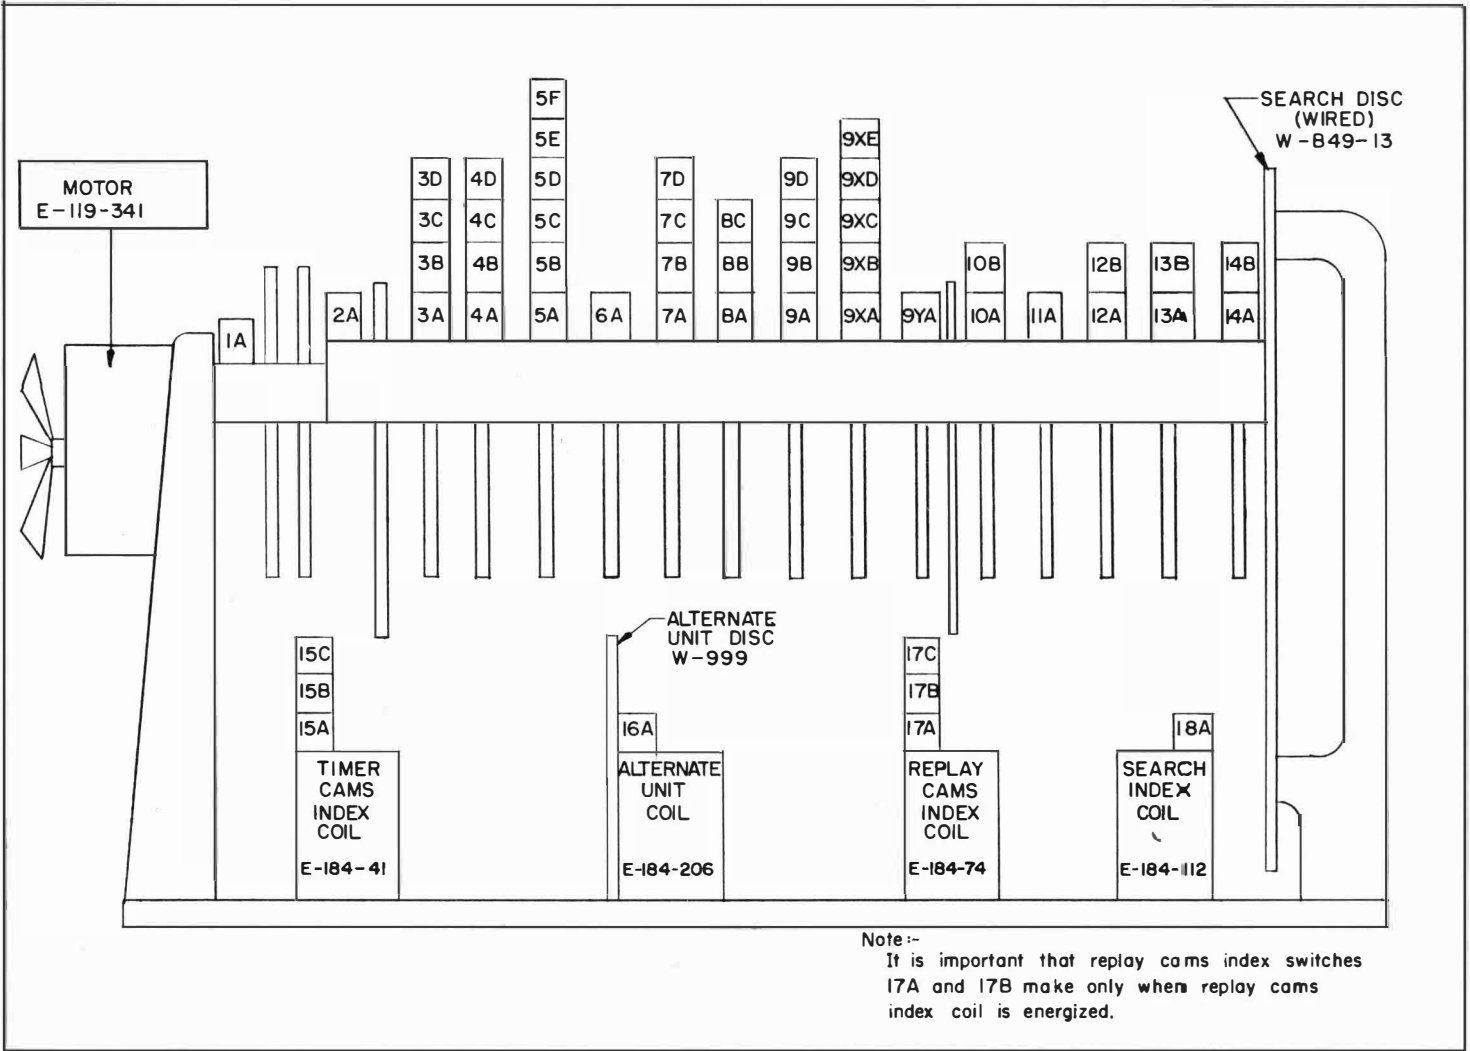 5F
SEARCH DISC
(WIRED)
W-849-13
5E
9XE
MOTOR
E-119-341
3D 4D 5D 7D 9D 9XD
3C 4C 5C 7C 8C 9C 9XC
3B 4B 5B 7B 8B 9B 9XB 10B 12B 13B 14B
1A 2A 3A 4A 5A 6A 7A 8A 9A 9XA 9YA 10A 11A 12A 13A 14A
ALTERNATE
UNIT DISC
W-999
15C
15B
15A
16A
17C
17B
17A
18A
TIMER
CAMS
INDEX
COIL
E-184-41
ALTERNATE
UNIT
COIL
E-184-206
REPLAY
CAMS
INDEX
COIL
E-184-74
SEARCH
INDEX
COIL
E-184-112
Note:-
It is important that replay cams index switches
17A and 17B make only when replay cams
index coil is energized.